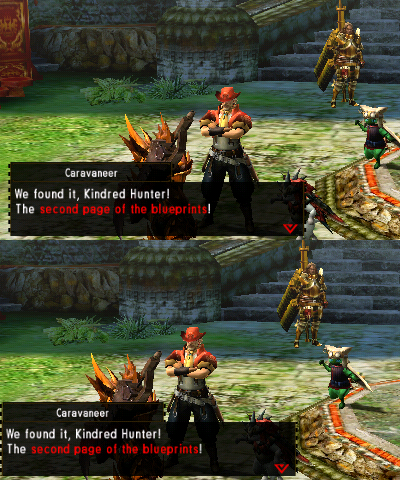 Caravaneer
We found it, Kindred Hunter!
The second page of the blueprints!
Caravaneer
We found it, Kindred Hunter!
The second page of the blueprints!